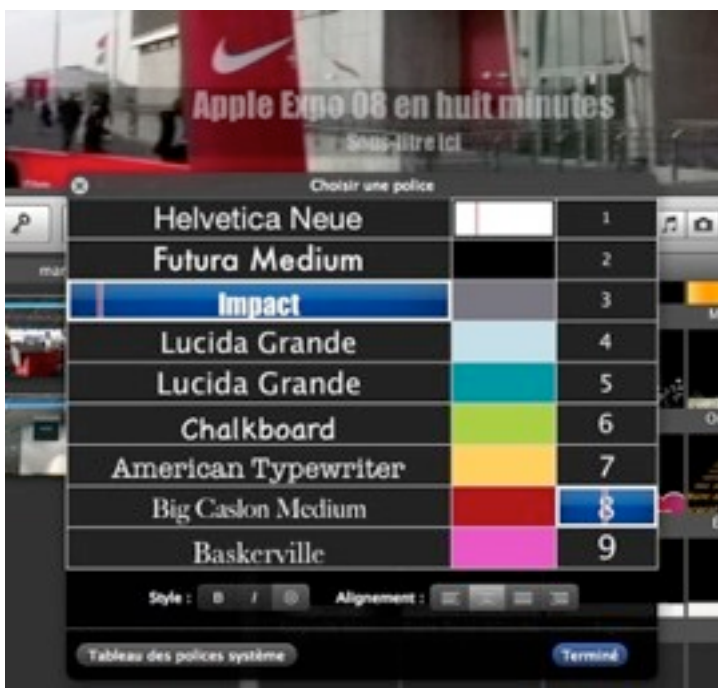 Apple Expo 08 en huit minutes
Sous-titre ici
Choisir une police
Helvetica Neue 1
Futura Medium 2
Impact 3
Lucida Grande 4
Lucida Grande 5
Chalkboard 6
American Typewriter 7
Big Caslon Medium 8
Baskerville 9
Style : B I Alignement :
Tableau des polices système Terminé